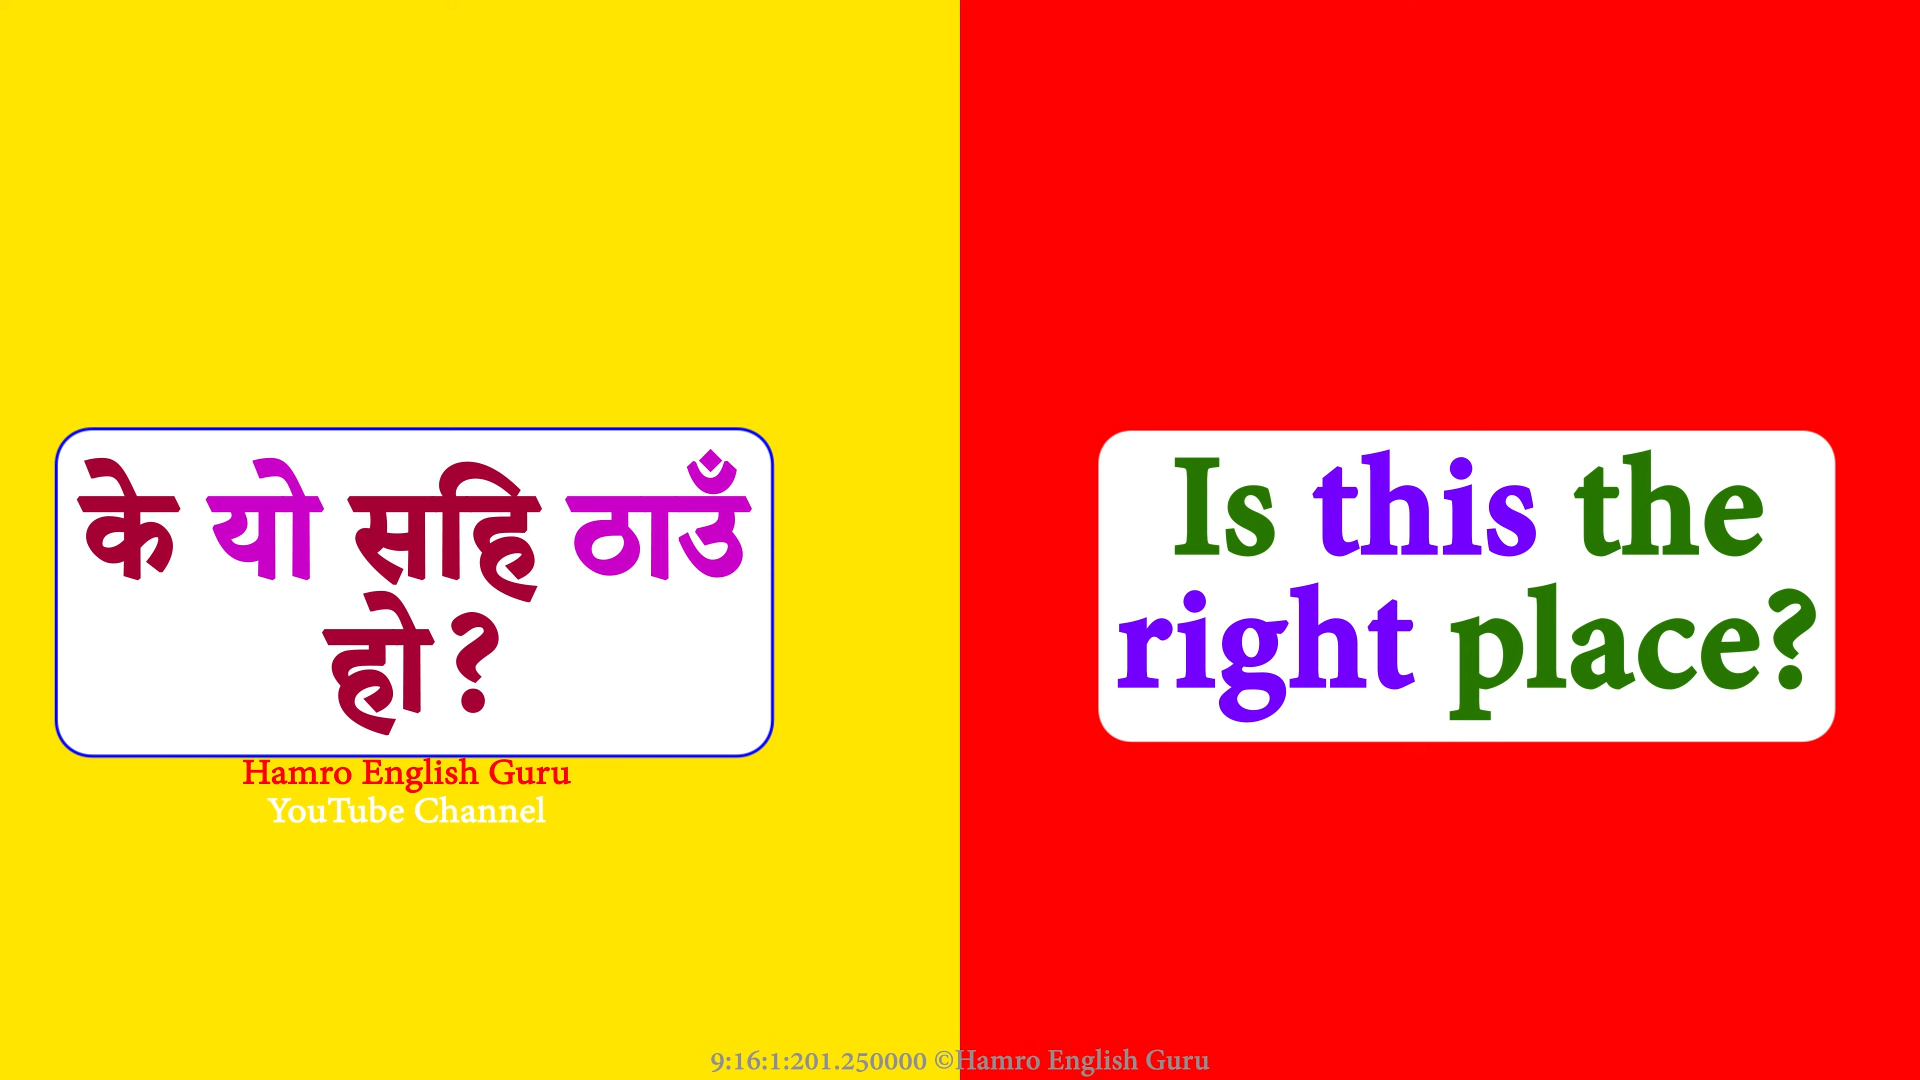 के यो सहि ठाउँ
हो?
Hamro English Guru
YouTube Channel
Is this the
right place?
9:16:1:201.250000 ©Hamro English Guru